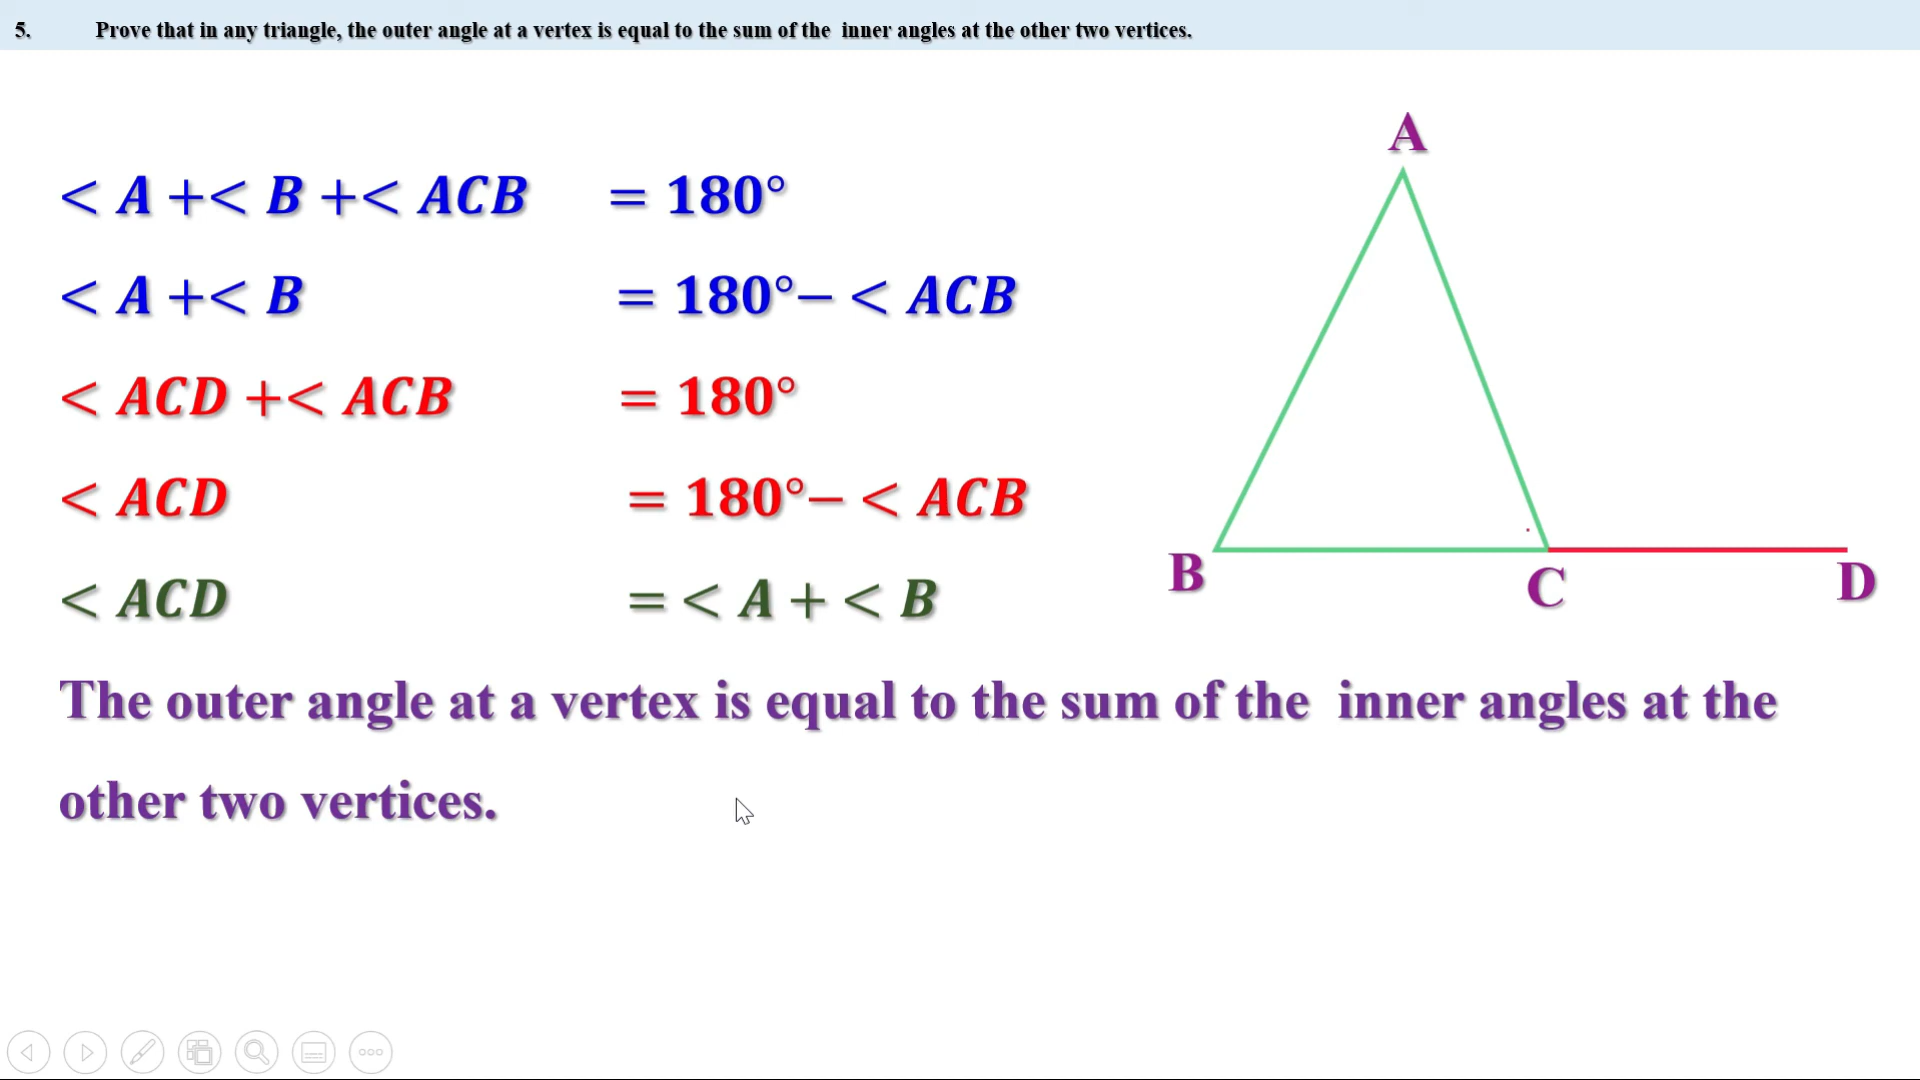 5. Prove that in any triangle, the outer angle at a vertex is equal to the sum of the inner angles at the other two vertices.
A
< A +< B +< ACB = 180°
< A +< B = 180°− < ACB
< ACD +< ACB = 180°
< ACD = 180°− < ACB
B
C
D
< ACD = < A + < B
The outer angle at a vertex is equal to the sum of the inner angles at the
other two vertices.